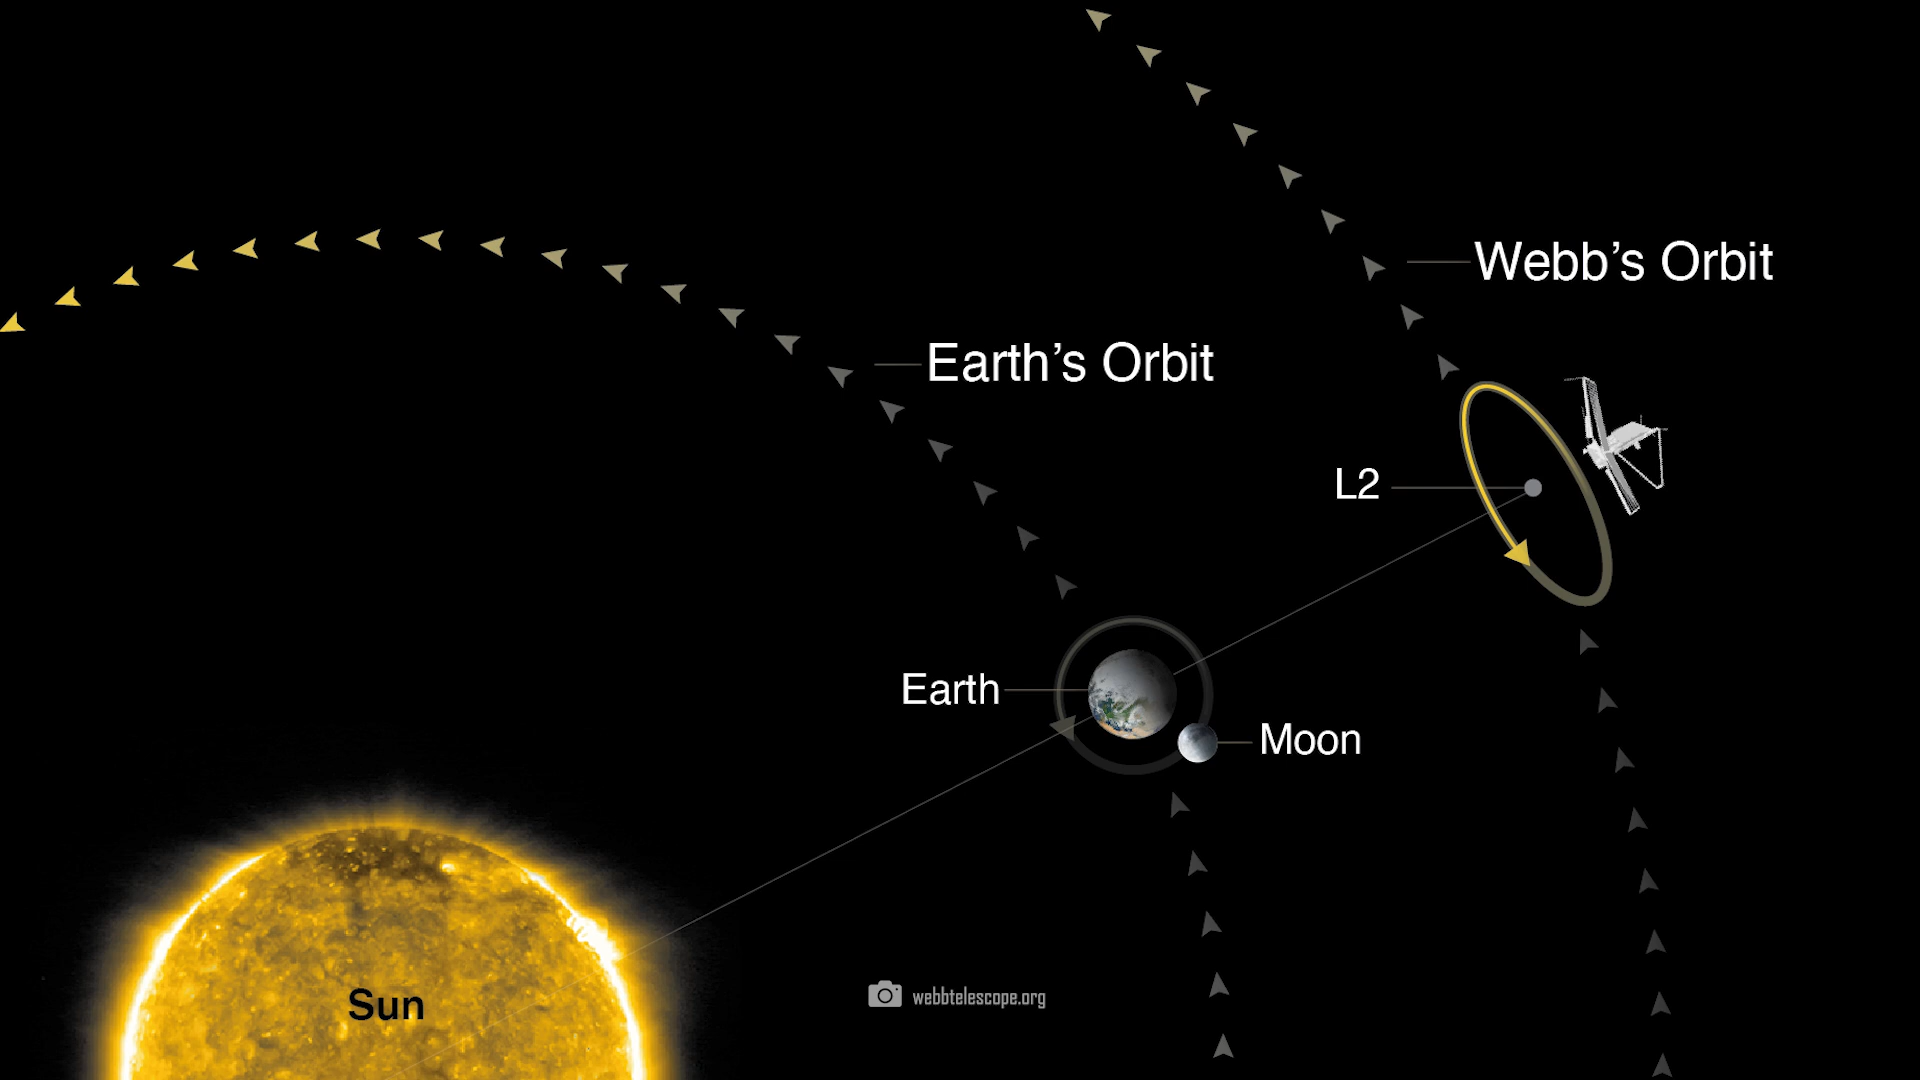 Webb’s Orbit
Earth’s Orbit
L2
Earth
Moon
Sun
webbtelescope.org